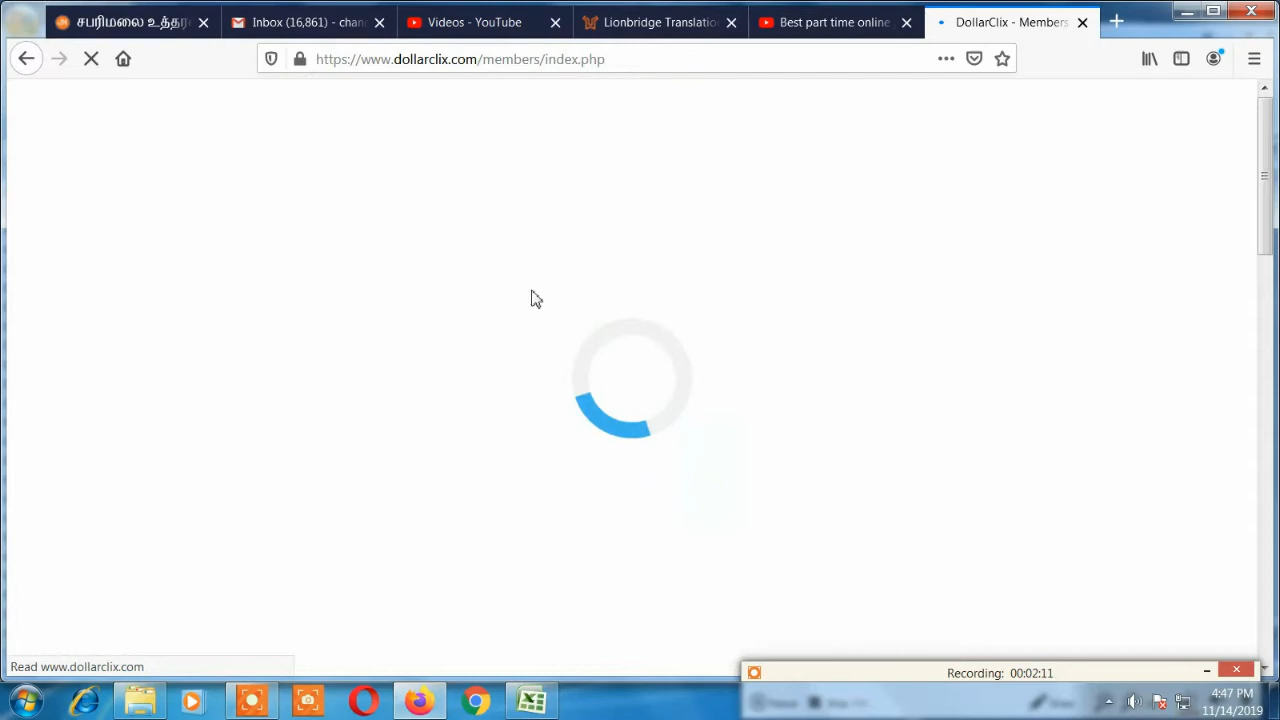 சபரிமலை உத்தர
Inbox (16,861) - chan
Videos - YouTube
Lionbridge Translatio
Best part time online
DollarClix - Members
https://www.dollarclix.com/members/index.php
Read www.dollarclix.com
Recording: 00:02:11
4:47 PM
11/14/2019